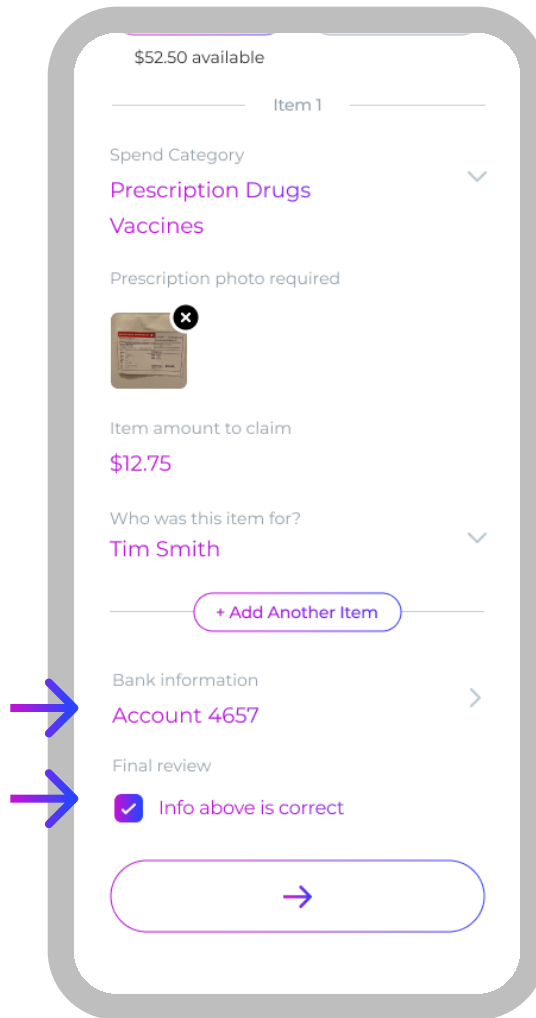 $52.50 available
Item 1
Spend Category
Prescription Drugs
Vaccines
Prescription photo required
Item amount to claim
$12.75
Who was this item for?
Tim Smith
+ Add Another Item
Bank information
Account 4657
Final review
Info above is correct